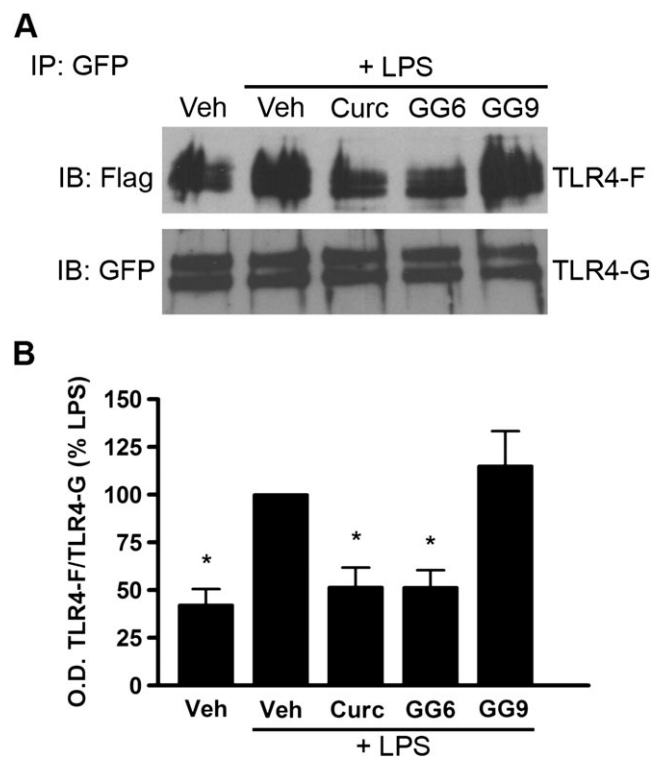 A
IP: GFP
+ LPS
Veh Veh Curc GG6 GG9
IB: Flag TLR4-F
IB: GFP TLR4-G
B
O.D. TLR4-F/TLR4-G (% LPS)
150
125
100
75
50
25
0
* * *
Veh Veh Curc GG6 GG9
+ LPS